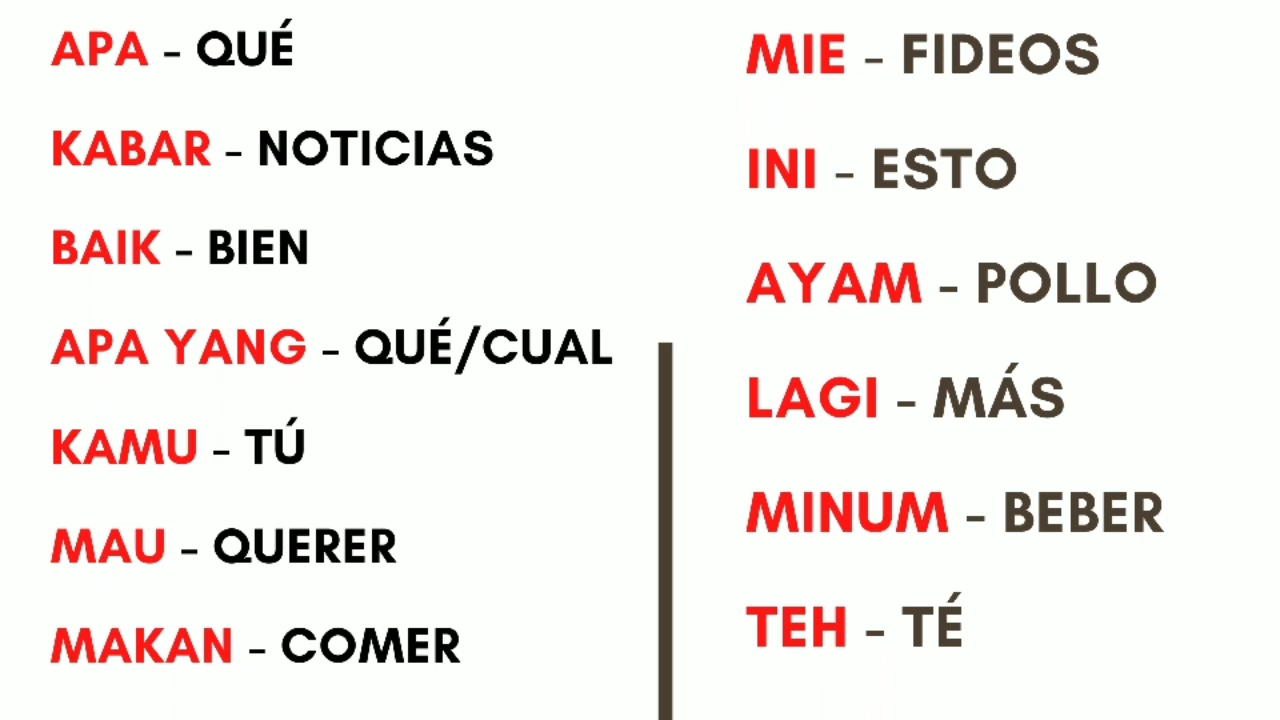 APA - QUÉ
KABAR - NOTICIAS
BAIK - BIEN
APA YANG - QUÉ/CUAL
KAMU - TÚ
MAU - QUERER
MAKAN - COMER
MIE - FIDEOS
INI - ESTO
AYAM - POLLO
LAGI - MÁS
MINUM - BEBER
TEH - TÉ